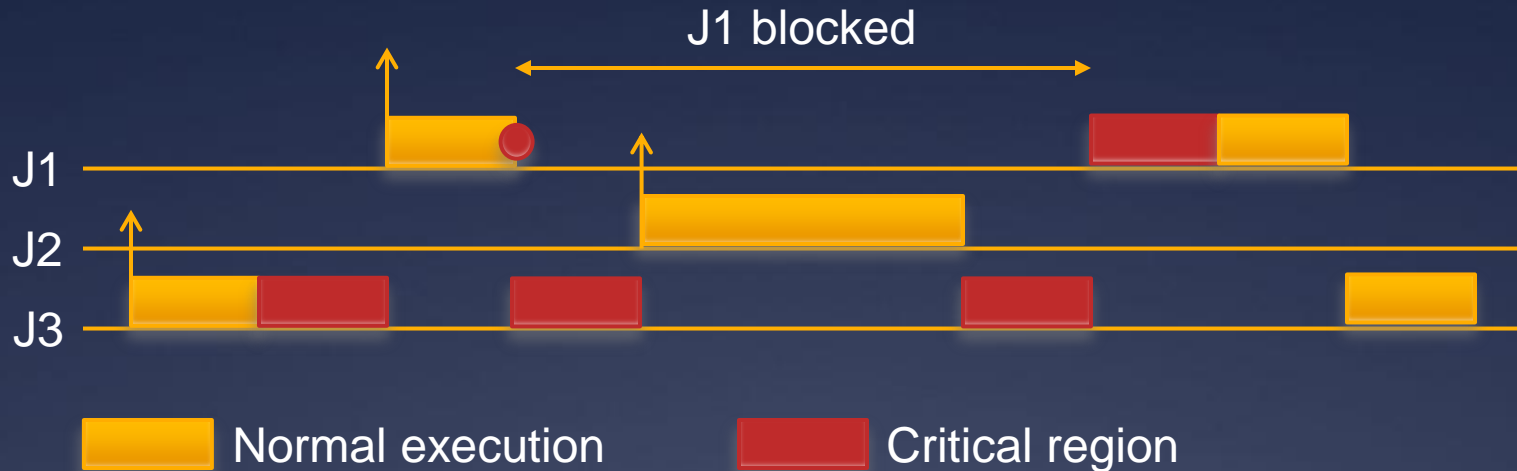 J1 blocked
J1
J2
J3
Normal execution
Critical region